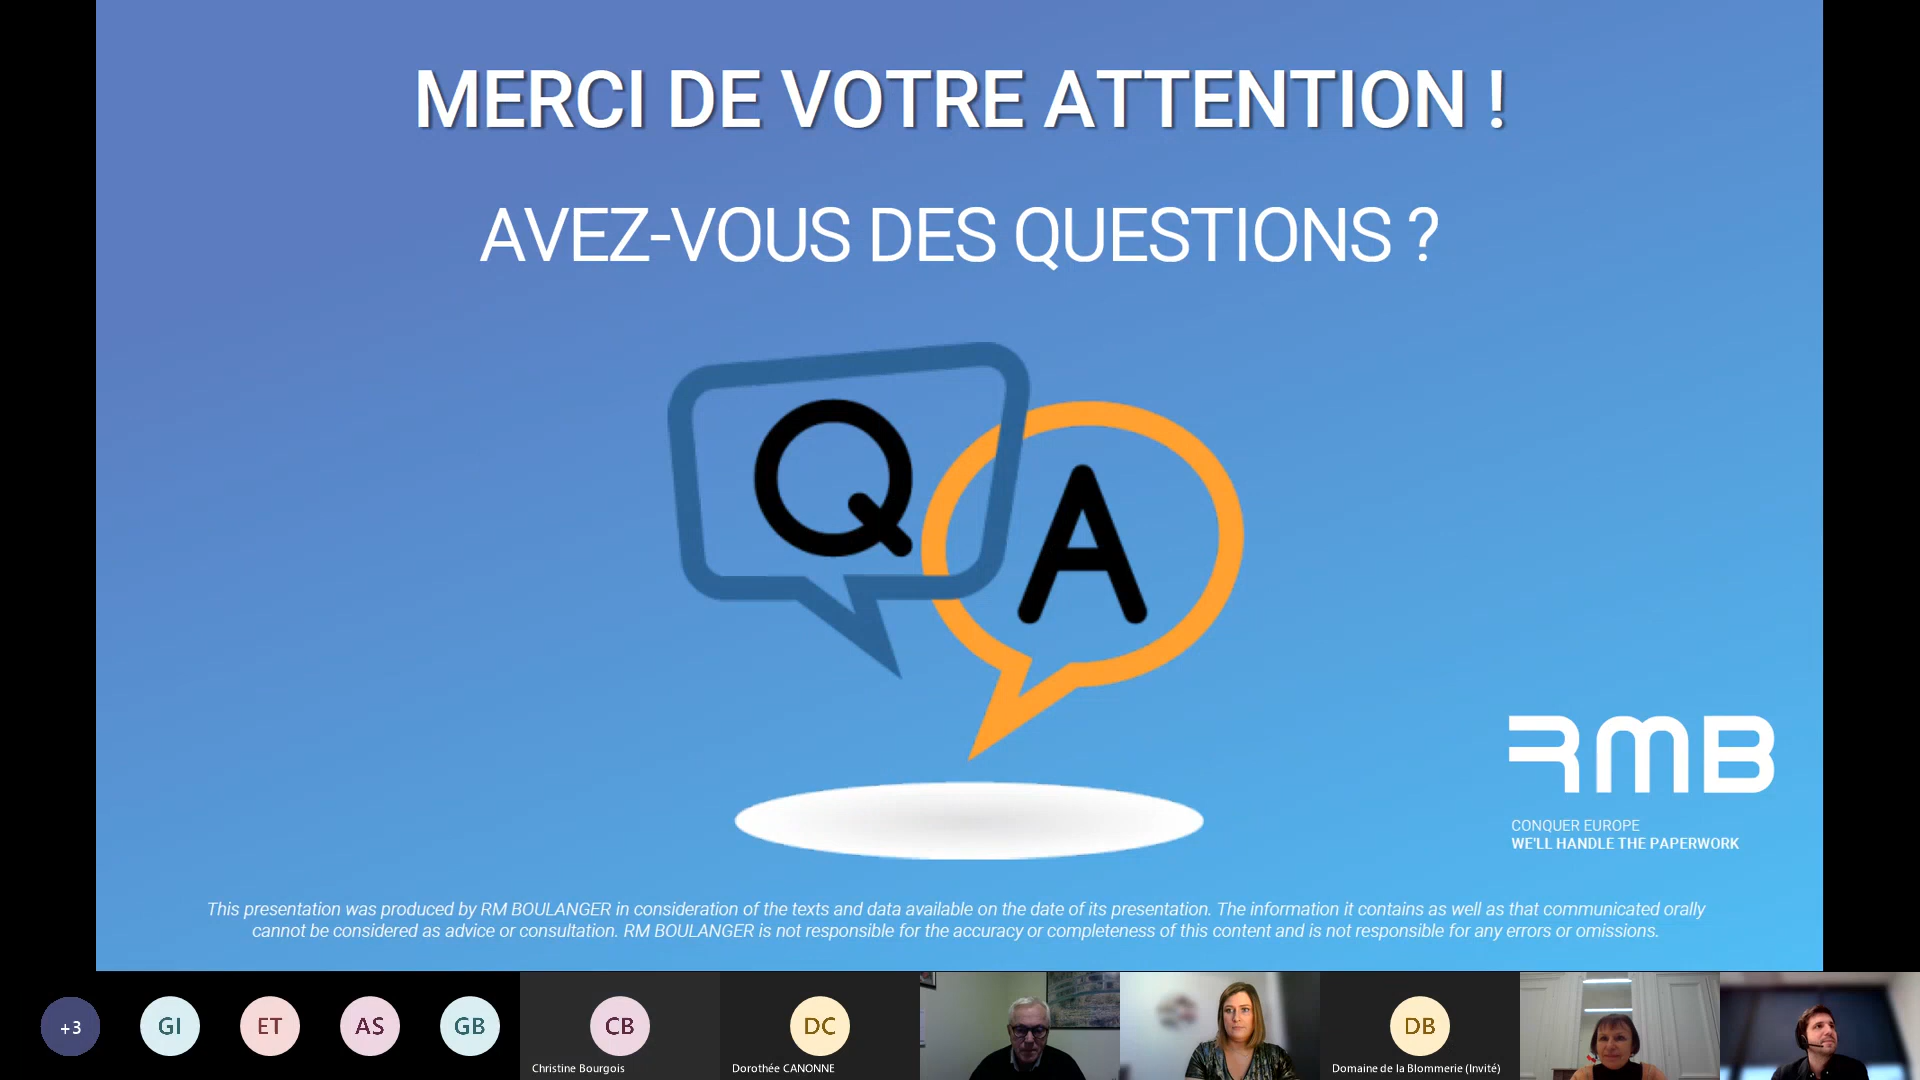 MERCI DE VOTRE ATTENTION !
AVEZ-VOUS DES QUESTIONS ?
Q
A
RMB
CONQUER EUROPE
WE'LL HANDLE THE PAPERWORK
This presentation was produced by RM BOULANGER in consideration of the texts and data available on the date of its presentation. The information it contains as well as that communicated orally
cannot be considered as advice or consultation. RM BOULANGER is not responsible for the accuracy or completeness of this content and is not responsible for any errors or omissions.
+3
GI
ET
AS
GB
CB
Christine Bourgois
DC
Dorothée CANONNE
DB
Domaine de la Blommerie (Invité)